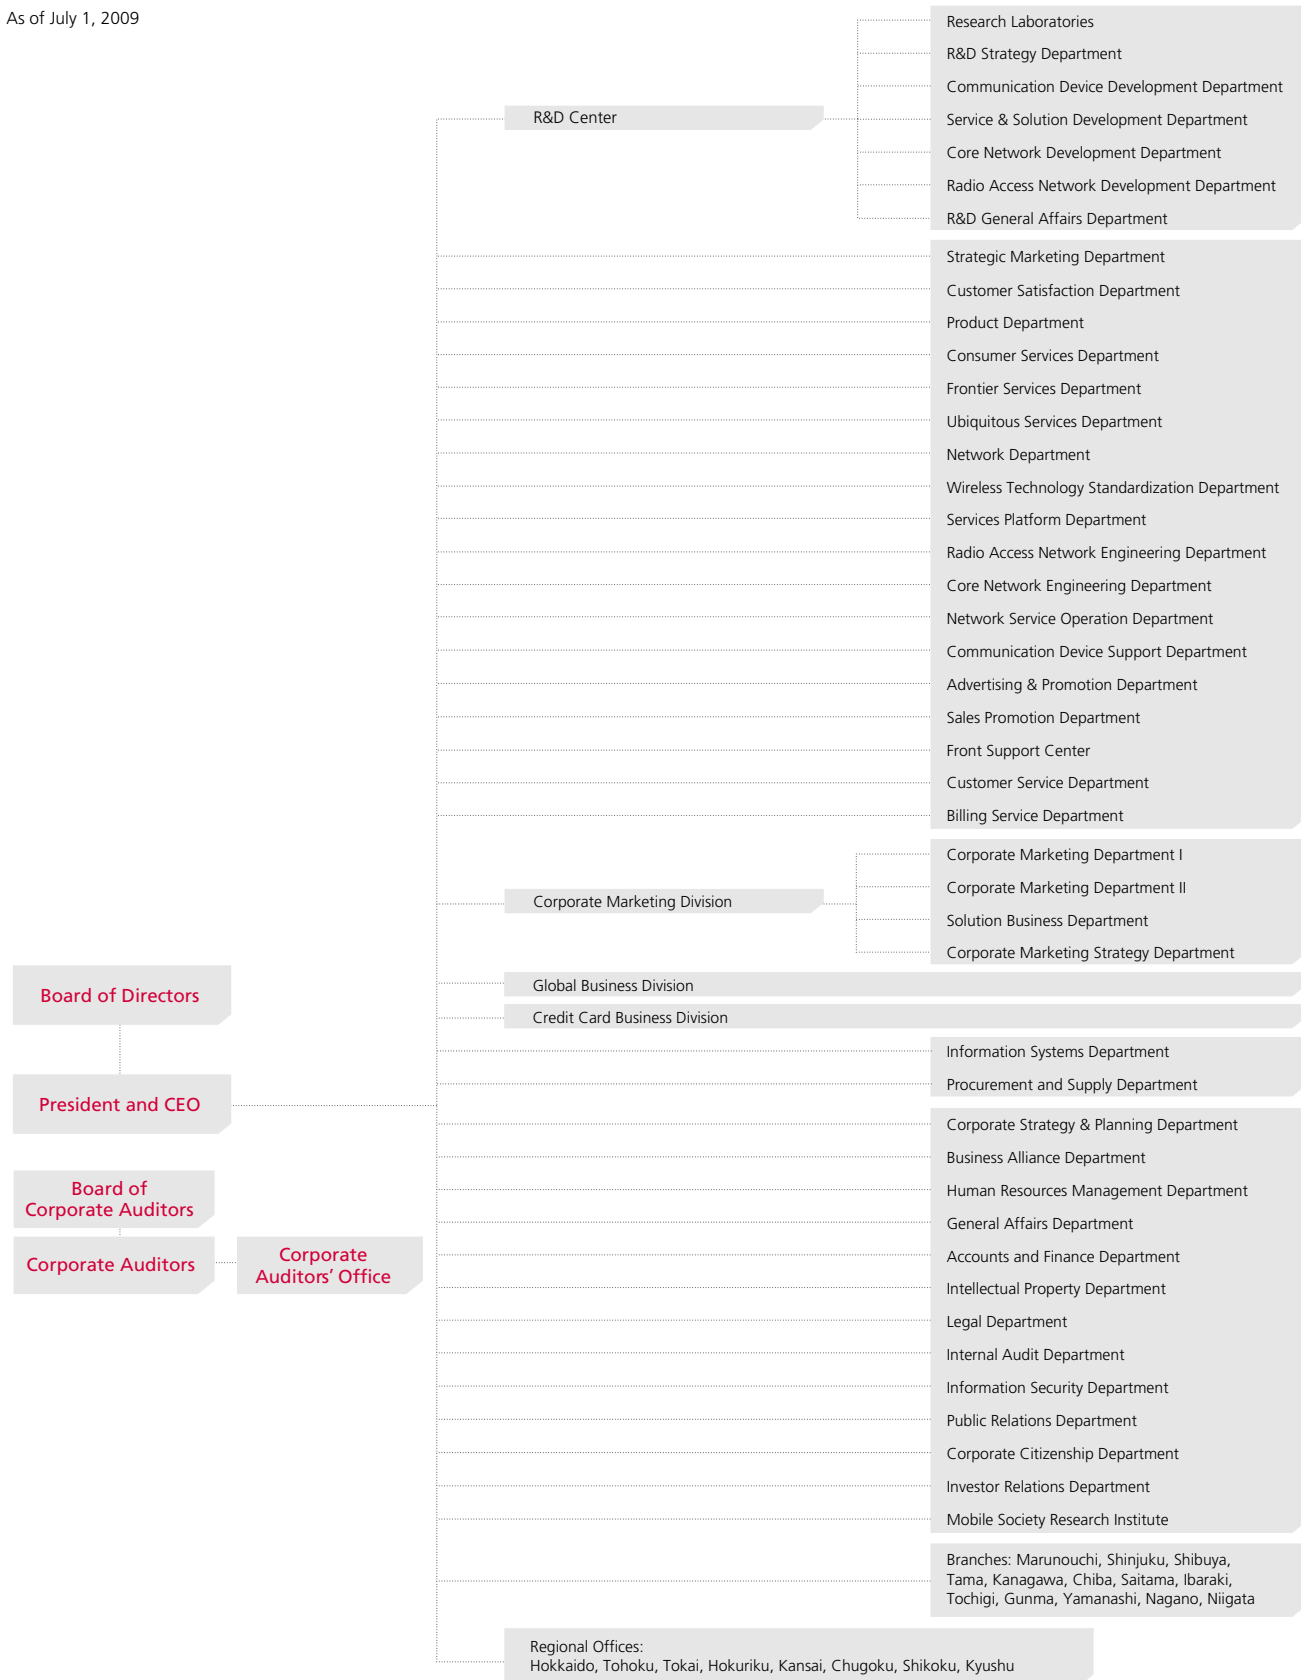 As of July 1, 2009
Research Laboratories
R&D Strategy Department
Communication Device Development Department
R&D Center
Service & Solution Development Department
Core Network Development Department
Radio Access Network Development Department
R&D General Affairs Department
Strategic Marketing Department
Customer Satisfaction Department
Product Department
Consumer Services Department
Frontier Services Department
Ubiquitous Services Department
Network Department
Wireless Technology Standardization Department
Services Platform Department
Radio Access Network Engineering Department
Core Network Engineering Department
Network Service Operation Department
Communication Device Support Department
Advertising & Promotion Department
Sales Promotion Department
Front Support Center
Customer Service Department
Billing Service Department
Corporate Marketing Department I
Corporate Marketing Department II
Corporate Marketing Division
Solution Business Department
Corporate Marketing Strategy Department
Global Business Division
Board of Directors
Credit Card Business Division
Information Systems Department
Procurement and Supply Department
President and CEO
Corporate Strategy & Planning Department
Business Alliance Department
Human Resources Management Department
Board of
Corporate Auditors
General Affairs Department
Accounts and Finance Department
Corporate Auditors
Corporate
Auditors’ Office
Intellectual Property Department
Legal Department
Internal Audit Department
Information Security Department
Public Relations Department
Corporate Citizenship Department
Investor Relations Department
Mobile Society Research Institute
Branches: Marunouchi, Shinjuku, Shibuya,
Tama, Kanagawa, Chiba, Saitama, Ibaraki,
Tochigi, Gunma, Yamanashi, Nagano, Niigata
Regional Offices:
Hokkaido, Tohoku, Tokai, Hokuriku, Kansai, Chugoku, Shikoku, Kyushu